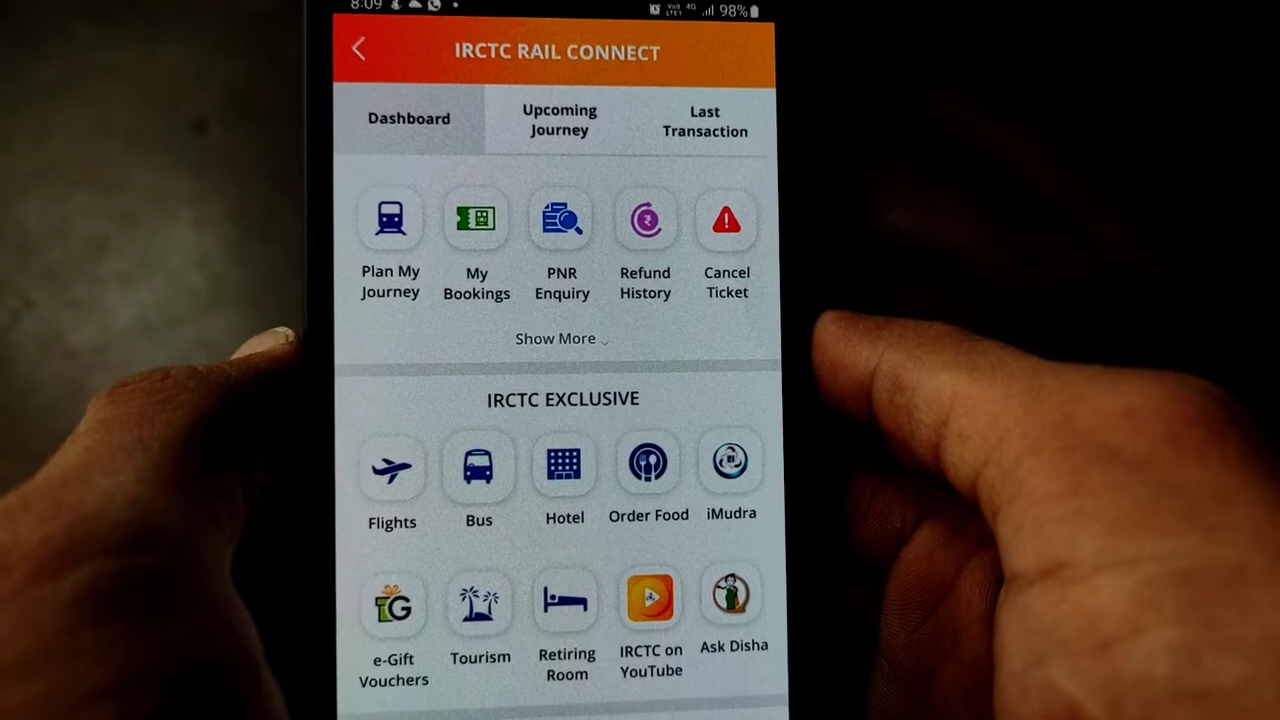 8:09 98%
IRCTC RAIL CONNECT
Dashboard
Upcoming
Journey
Last
Transaction
Plan My
Journey
My
Bookings
PNR
Enquiry
Refund
History
Cancel
Ticket
Show More
IRCTC EXCLUSIVE
Flights
Bus
Hotel
Order Food
iMudra
e-Gift
Vouchers
Tourism
Retiring
Room
IRCTC on
YouTube
Ask Disha